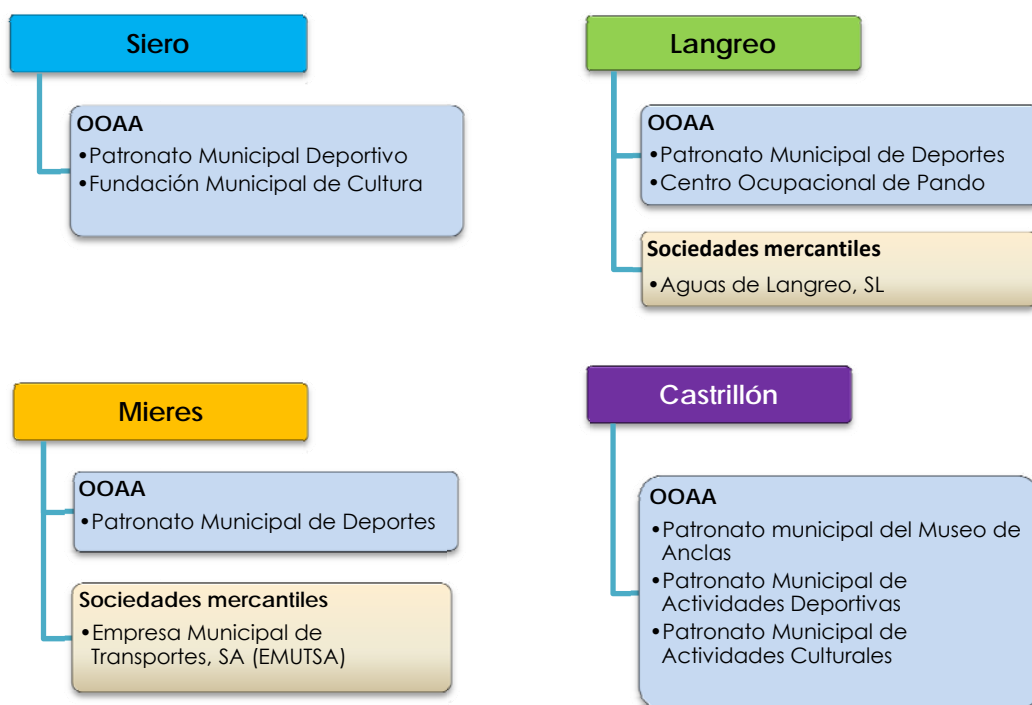 Siero
OOAA
•Patronato Municipal Deportivo
•Fundación Municipal de Cultura
Langreo
OOAA
•Patronato Municipal de Deportes
•Centro Ocupacional de Pando
Sociedades mercantiles
•Aguas de Langreo, SL
Mieres
OOAA
•Patronato Municipal de Deportes
Sociedades mercantiles
•Empresa Municipal de
Transportes, SA (EMUTSA)
Castrillón
OOAA
•Patronato municipal del Museo de
Anclas
•Patronato Municipal de
Actividades Deportivas
•Patronato Municipal de
Actividades Culturales